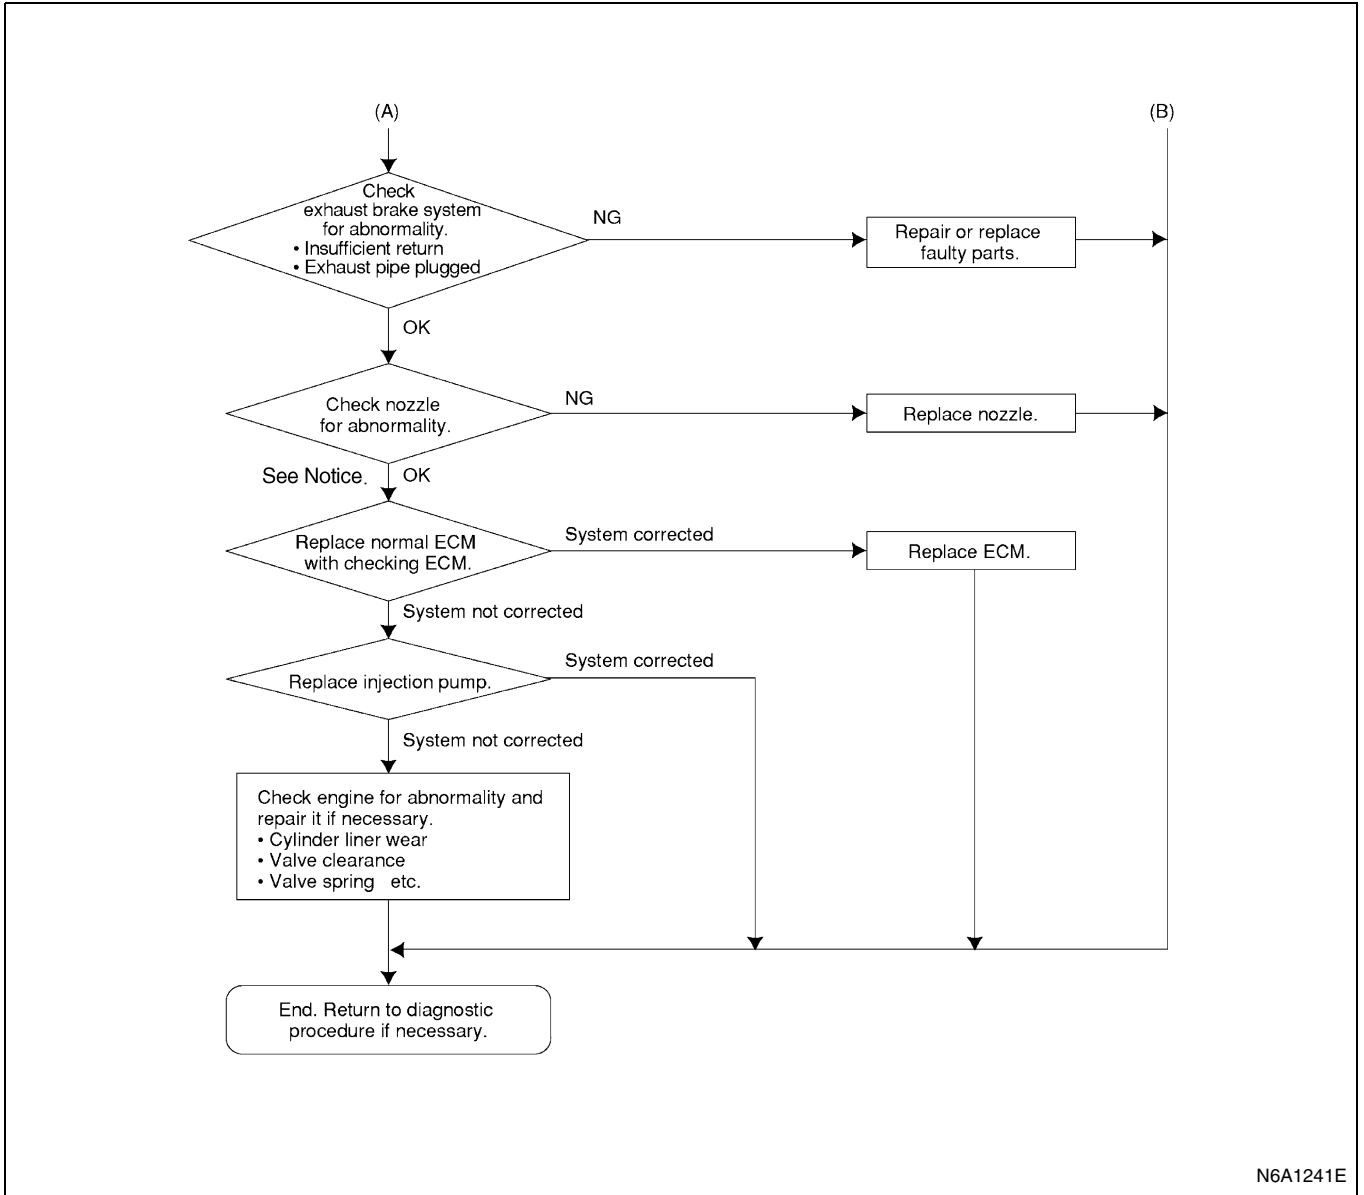 (A)
(B)
Check
exhaust brake system
for abnormality.
• Insufficient return
• Exhaust pipe plugged
NG
Repair or replace
faulty parts.
OK
Check nozzle
for abnormality.
NG
Replace nozzle.
See Notice.
OK
Replace normal ECM
with checking ECM.
System corrected
Replace ECM.
System not corrected
Replace injection pump.
System corrected
System not corrected
Check engine for abnormality and
repair it if necessary.
• Cylinder liner wear
• Valve clearance
• Valve spring etc.
End. Return to diagnostic
procedure if necessary.
N6A1241E